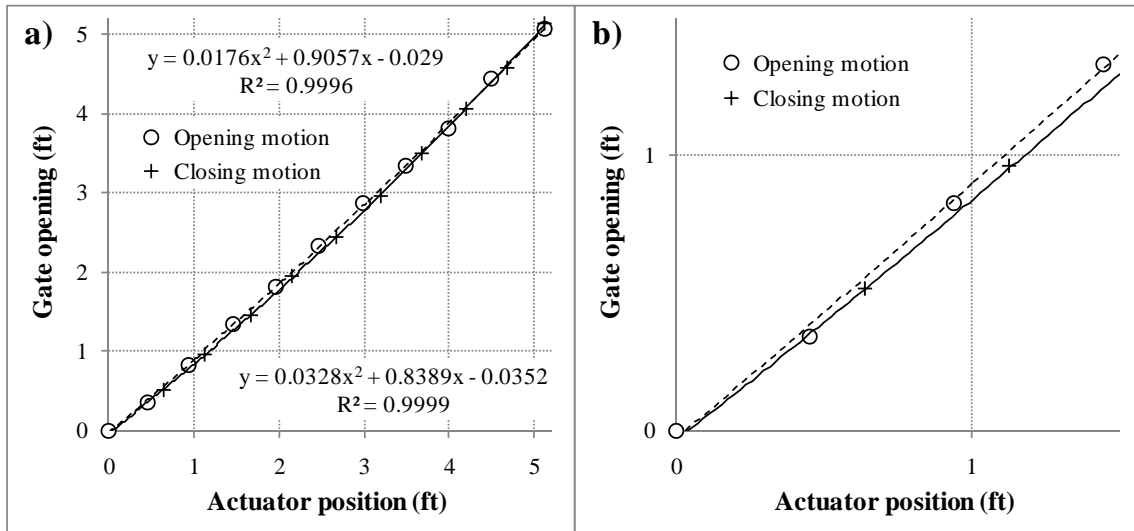 a)
y = 0.0176x² + 0.9057x - 0.029
R² = 0.9996
Opening motion
Closing motion
y = 0.0328x² + 0.8389x - 0.0352
R² = 0.9999
Gate opening (ft)
5
4
3
2
1
0
0 1 2 3 4 5
Actuator position (ft)
b)
Opening motion
Closing motion
Gate opening (ft)
1
0
0 1
Actuator position (ft)